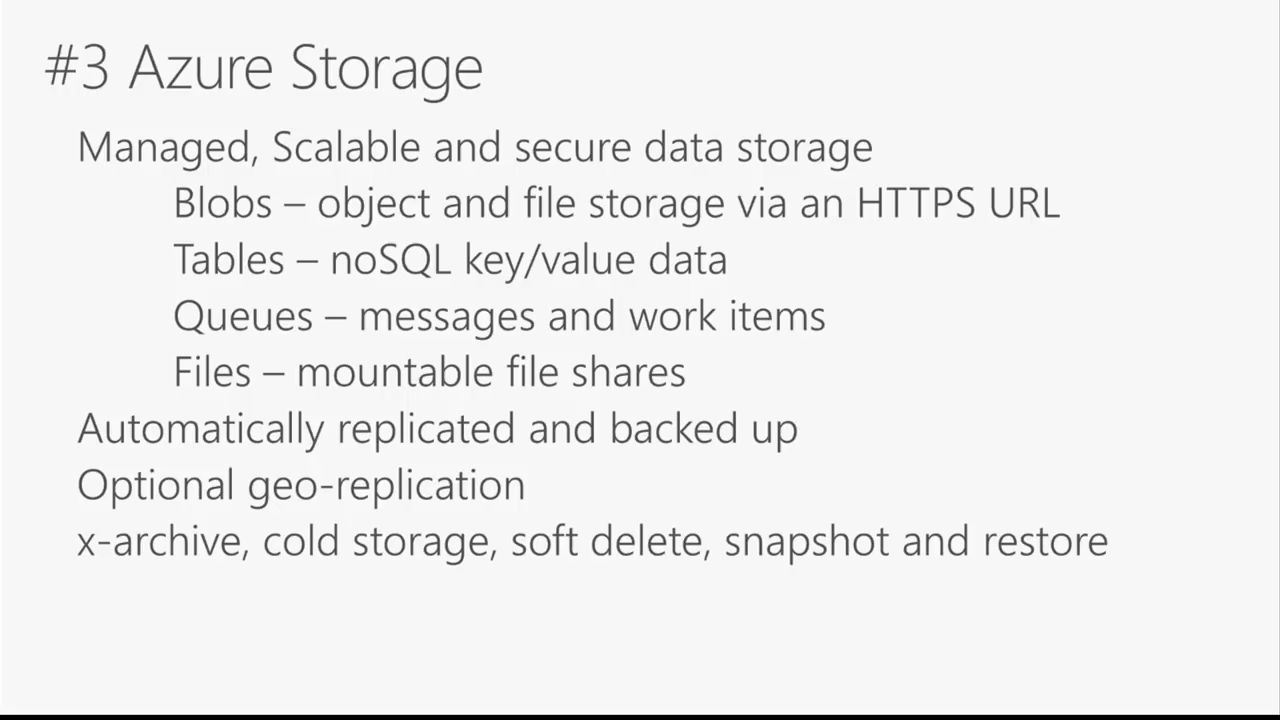 #3 Azure Storage
Managed, Scalable and secure data storage
Blobs – object and file storage via an HTTPS URL
Tables – noSQL key/value data
Queues – messages and work items
Files – mountable file shares
Automatically replicated and backed up
Optional geo-replication
x-archive, cold storage, soft delete, snapshot and restore